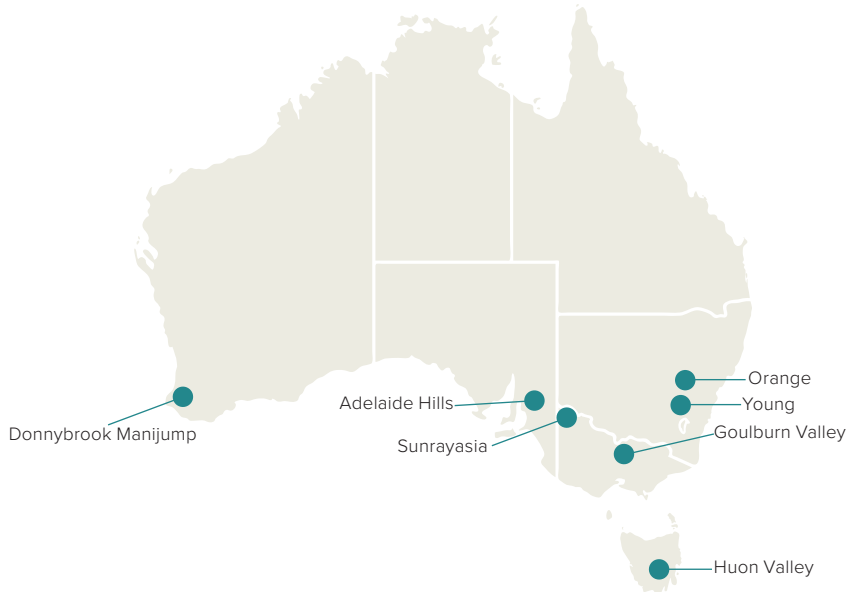 Orange
Adelaide Hills
Young
Donnybrook Manijump
Goulburn Valley
Sunrayasia
Huon Valley